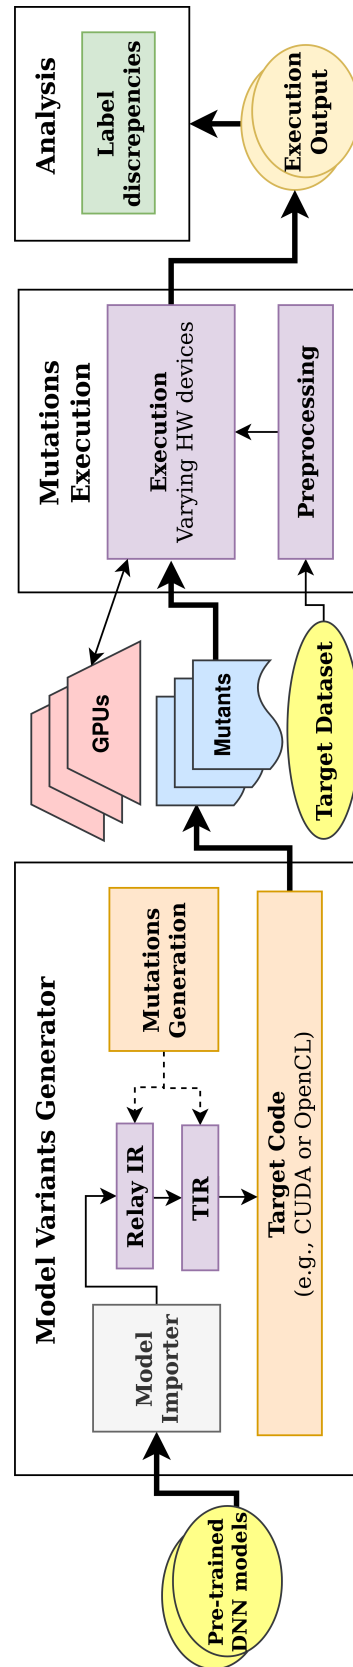 Pre-trained
DNN models
Model Variants Generator
Model
Importer
Relay IR
TIR
Mutations
Generation
Target Code
(e.g., CUDA or OpenCL)
GPUs
Mutants
Target Dataset
Mutations
Execution
Execution
Varying HW devices
Preprocessing
Execution
Output
Analysis
Label
discrepencies